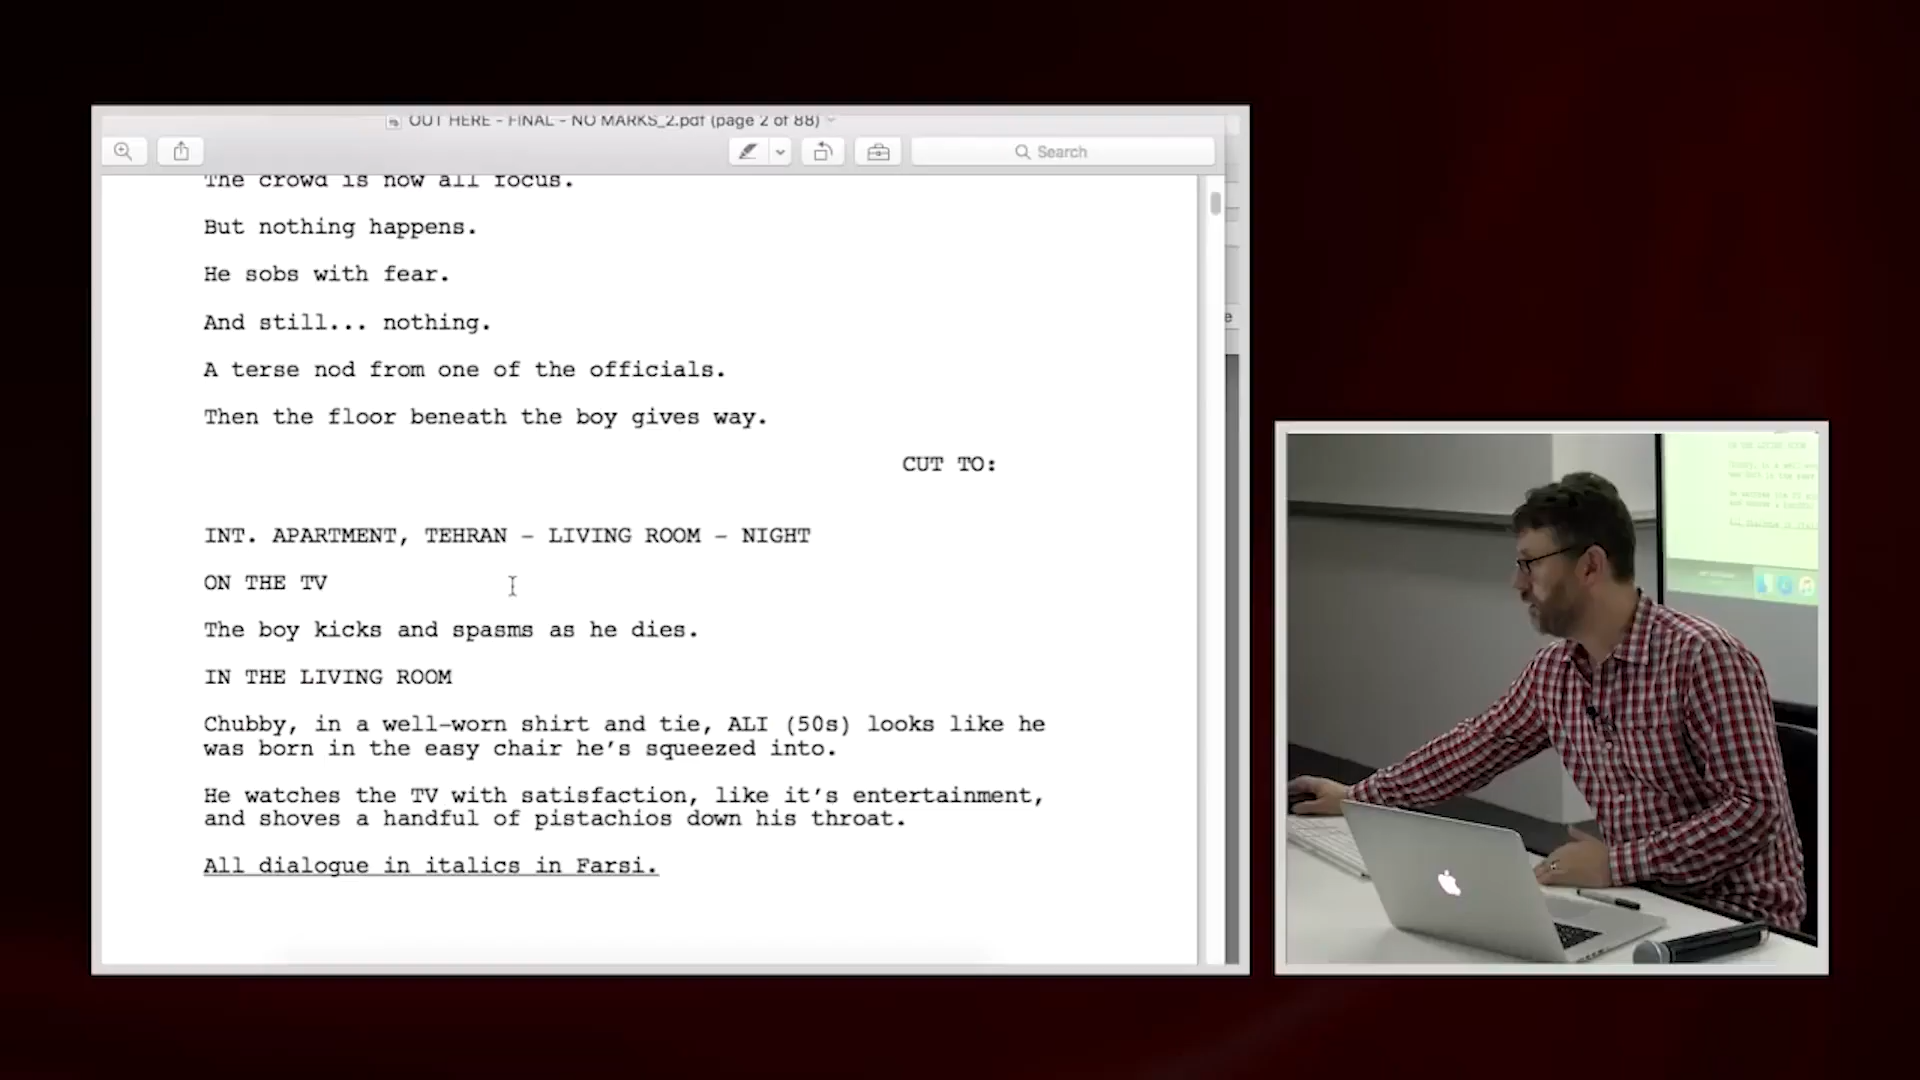 OUT HERE - FINAL - NO MARKS_2.pdf (page 2 of 88)
Search
The crowd is now all focus.
But nothing happens.
He sobs with fear.
And still... nothing.
A terse nod from one of the officials.
Then the floor beneath the boy gives way.
CUT TO:
INT. APARTMENT, TEHRAN - LIVING ROOM - NIGHT
ON THE TV
The boy kicks and spasms as he dies.
IN THE LIVING ROOM
Chubby, in a well-worn shirt and tie, ALI (50s) looks like he
was born in the easy chair he's squeezed into.
He watches the TV with satisfaction, like it's entertainment,
and shoves a handful of pistachios down his throat.
All dialogue in italics in Farsi.